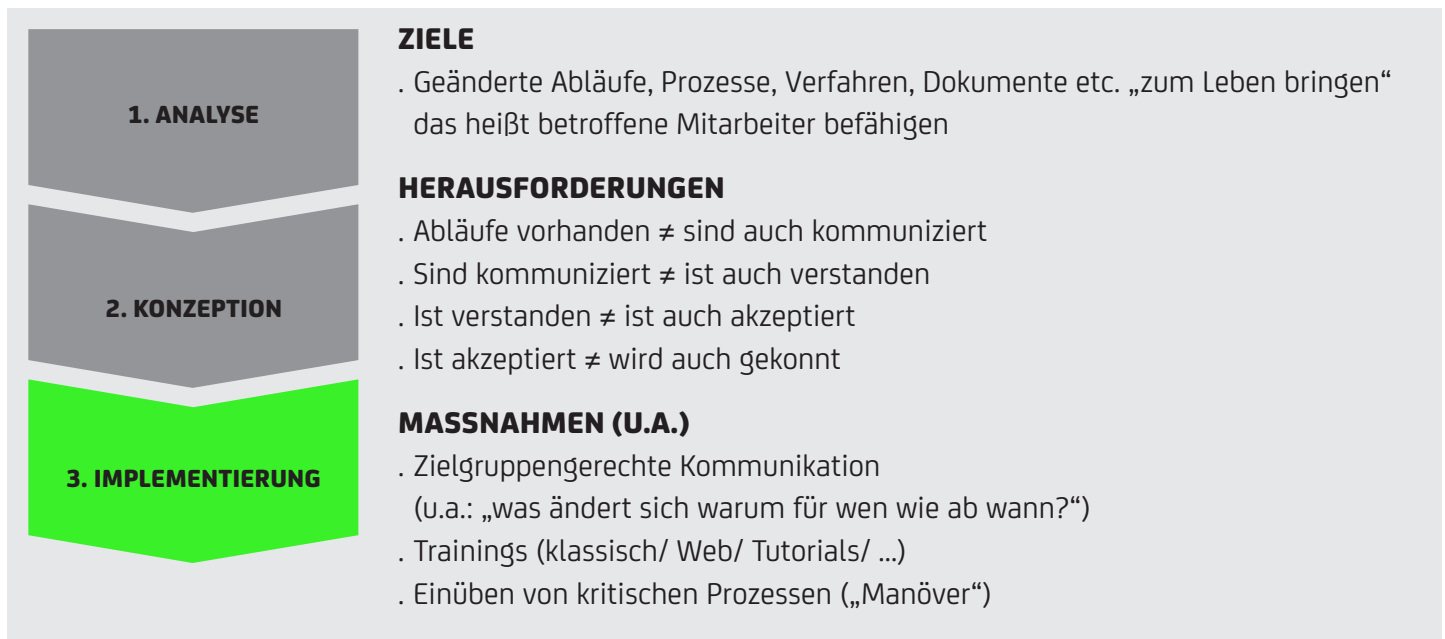 1. ANALYSE
2. KONZEPTION
3. IMPLEMENTIERUNG
ZIELE
. Geänderte Abläufe, Prozesse, Verfahren, Dokumente etc. „zum Leben bringen“
das heißt betroffene Mitarbeiter befähigen
HERAUSFORDERUNGEN
. Abläufe vorhanden ≠ sind auch kommuniziert
. Sind kommuniziert ≠ ist auch verstanden
. Ist verstanden ≠ ist auch akzeptiert
. Ist akzeptiert ≠ wird auch gekonnt
MASSNAHMEN (U.A.)
. Zielgruppengerechte Kommunikation
(u.a.: „was ändert sich warum für wen wie ab wann?“)
. Trainings (klassisch/ Web/ Tutorials/ ...)
. Einüben von kritischen Prozessen („Manöver“)